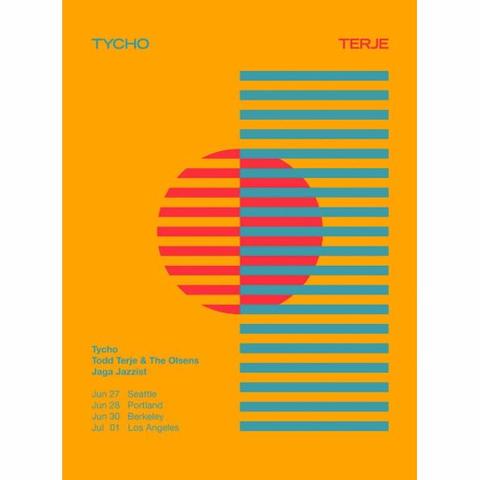 TYCHO TERJE
Tycho
Todd Terje & The Olsens
Jaga Jazzist
Jun 27 Seattle
Jun 28 Portland
Jun 30 Berkeley
Jul 01 Los Angeles